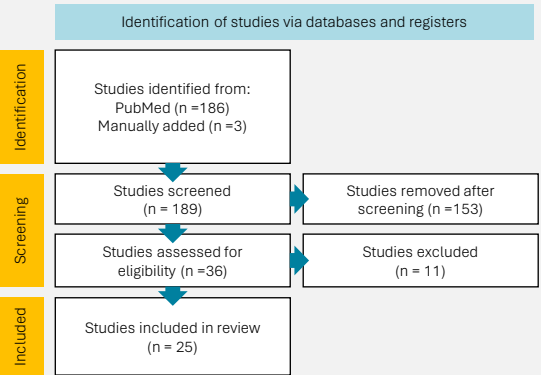 Identification of studies via databases and registers
Identification
Studies identified from:
PubMed (n =186)
Manually added (n =3)
Screening
Studies screened
(n = 189)
Studies removed after
screening (n =153)
Studies assessed for
eligibility (n =36)
Studies excluded
(n = 11)
Included
Studies included in review
(n = 25)